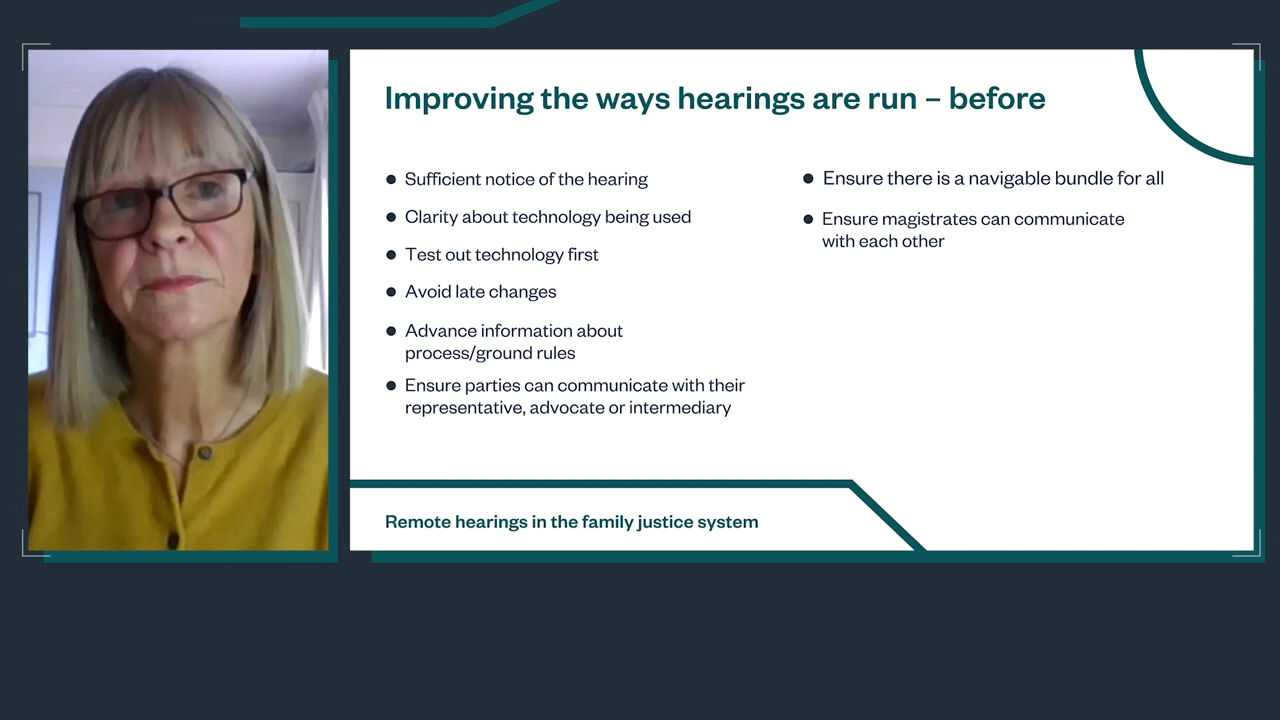 Improving the ways hearings are run – before
● Sufficient notice of the hearing
● Clarity about technology being used
● Test out technology first
● Avoid late changes
● Advance information about
process/ground rules
● Ensure parties can communicate with their
representative, advocate or intermediary
● Ensure there is a navigable bundle for all
● Ensure magistrates can communicate
with each other
Remote hearings in the family justice system